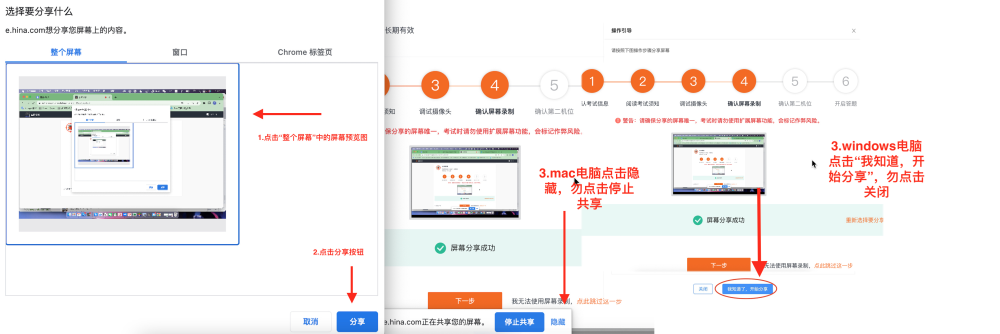 选择要分享什么
e.hina.com想分享您屏幕上的内容。
整个屏幕
窗口
Chrome 标签页
1.点击“整个屏幕”中的屏幕预览图
2.点击分享按钮
取消
分享
长期有效
3
4
5
须知
调试摄像头
确认屏幕录制
确认第二机位
保分享的屏幕唯一，考试时请勿使用扩展屏幕功能，会标记作弊风险。
3.mac电脑点击隐
藏，勿点击停止
共享
屏幕分享成功
下一步
我无法使用屏幕录制，点此跳过这一步
e.hina.com正在共享您的屏幕。
停止共享
隐藏
操作引导
请按照下图操作步骤分享屏幕
1
2
3
4
5
6
认考试信息
阅读考试须知
调试摄像头
确认屏幕录制
确认第二机位
开启答题
警告：请确保分享的屏幕唯一，考试时请勿使用扩展屏幕功能，会标记作弊风险。
3.windows电脑
点击“我知道，开
始分享”，勿点击
关闭
屏幕分享成功
重新选择要分享
下一步
无法使用屏幕录制，点此跳过这一步
关闭
我知道了，开始分享